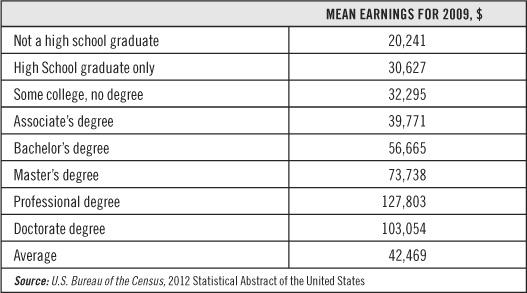 MEAN EARNINGS FOR 2009, $
Not a high school graduate 20,241
High School graduate only 30,627
Some college, no degree 32,295
Associate's degree 39,771
Bachelor's degree 56,665
Master's degree 73,738
Professional degree 127,803
Doctorate degree 103,054
Average 42,469
Source: U.S. Bureau of the Census, 2012 Statistical Abstract of the United States